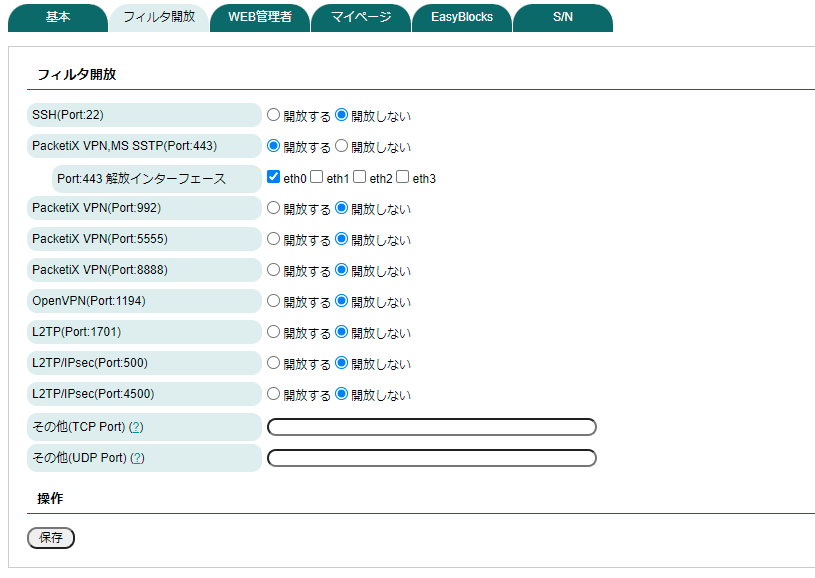 基本 フィルタ開放 WEB管理者 マイページ EasyBlocks S/N
フィルタ開放
SSH(Port:22) 開放する 開放しない
PacketiX VPN,MS SSTP(Port:443) 開放する 開放しない
Port:443 解放インターフェース eth0 eth1 eth2 eth3
PacketiX VPN(Port:992) 開放する 開放しない
PacketiX VPN(Port:5555) 開放する 開放しない
PacketiX VPN(Port:8888) 開放する 開放しない
OpenVPN(Port:1194) 開放する 開放しない
L2TP(Port:1701) 開放する 開放しない
L2TP/IPsec(Port:500) 開放する 開放しない
L2TP/IPsec(Port:4500) 開放する 開放しない
その他(TCP Port) (?)
その他(UDP Port) (?)
操作
保存